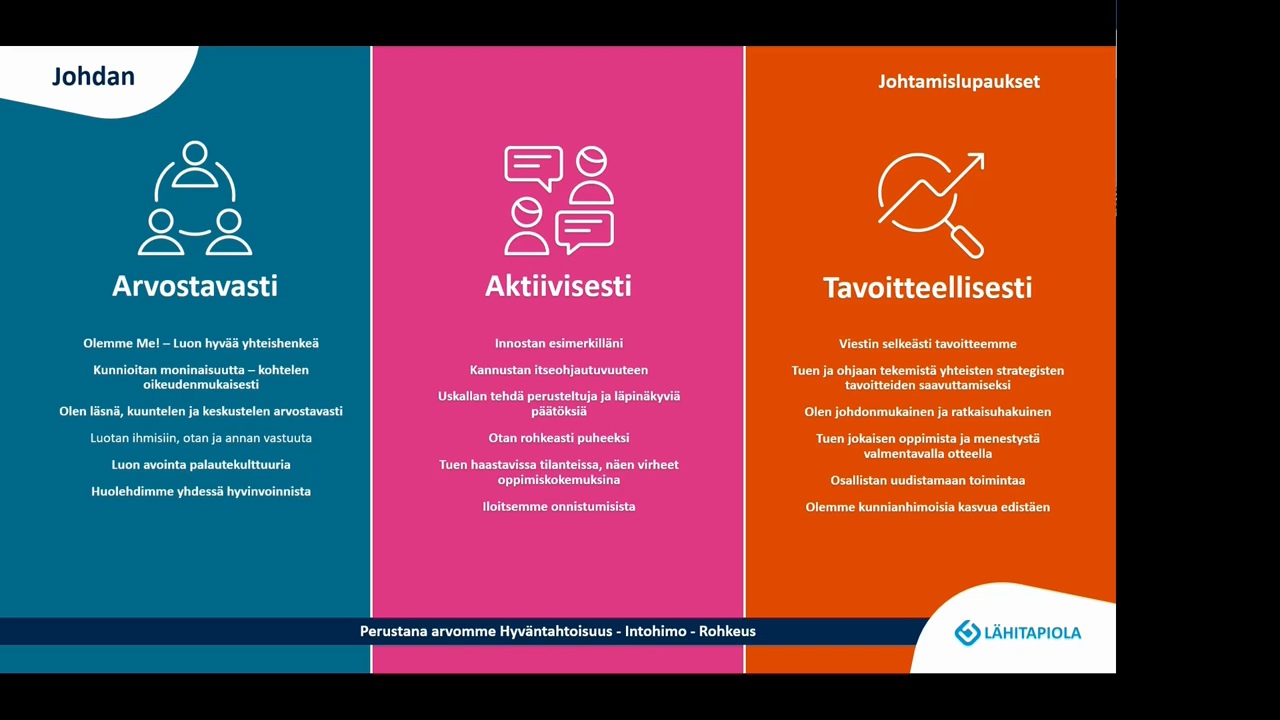 Johdan
Johtamislupaukset
Arvostavasti
Olemme Me! – Luon hyvää yhteishenkeä
Kunnioitan moninaisuutta – kohtelen
oikeudenmukaisesti
Olen läsnä, kuuntelen ja keskustelen arvostavasti
Luotan ihmisiin, otan ja annan vastuuta
Luon avointa palautekulttuuria
Huolehdimme yhdessä hyvinvoinnista
Aktiivisesti
Innostan esimerkilläni
Kannustan itseohjautuvuuteen
Uskallan tehdä perusteltuja ja läpinäkyviä
päätöksiä
Otan rohkeasti puheeksi
Tuen haastavissa tilanteissa, näen virheet
oppimiskokemuksina
Iloitsemme onnistumisista
Tavoitteellisesti
Viestin selkeästi tavoitteemme
Tuen ja ohjaan tekemistä yhteisten strategisten
tavoitteiden saavuttamiseksi
Olen johdonmukainen ja ratkaisuhakuinen
Tuen jokaisen oppimista ja menestystä
valmentavalla otteella
Osallistan uudistamaan toimintaa
Olemme kunnianhimoisia kasvua edistäen
Perustana arvomme Hyväntahtoisuus - Intohimo - Rohkeus
LÄHITAPIOLA